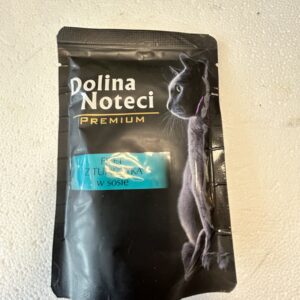 Dolina
Noteci
PREMIUM
w sosie